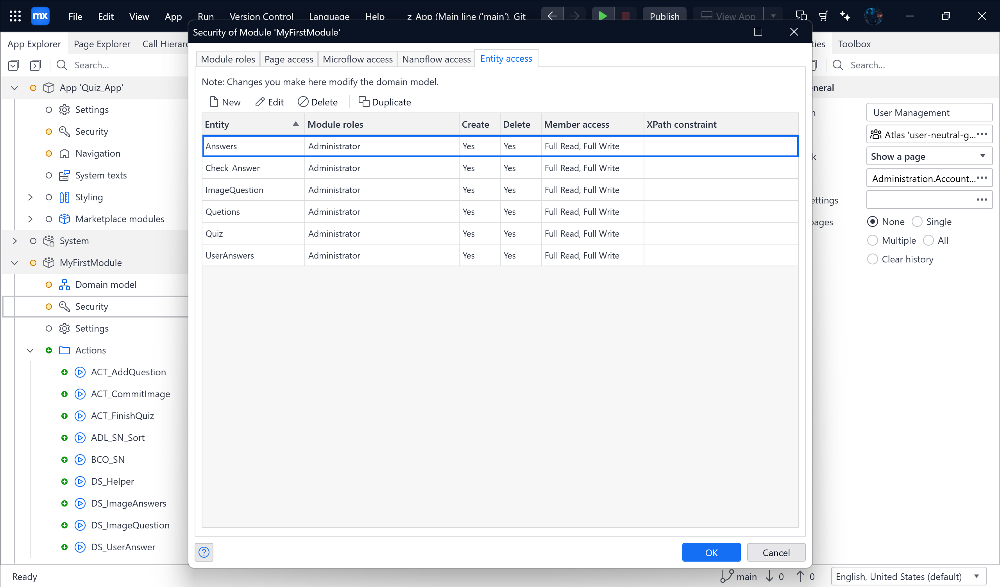 mx File Edit View App Run Version Control Language Help z_App (Main line ('main'), Git Publish View App
Security of Module 'MyFirstModule'
App Explorer Page Explorer Call Hierarc
Search...
App 'Quiz_App'
Settings
Security
Navigation
System texts
Styling
Marketplace modules
System
MyFirstModule
Domain model
Security
Settings
Actions
ACT_AddQuestion
ACT_CommitImage
ACT_FinishQuiz
ADL_SN_Sort
BCO_SN
DS_Helper
DS_ImageAnswers
DS_ImageQuestion
DS_UserAnswer
Module roles Page access Microflow access Nanoflow access Entity access
Note: Changes you make here modify the domain model.
New Edit Delete Duplicate
Entity Module roles Create Delete Member access XPath constraint
Answers Administrator Yes Yes Full Read, Full Write
Check_Answer Administrator Yes Yes Full Read, Full Write
ImageQuestion Administrator Yes Yes Full Read, Full Write
Quetions Administrator Yes Yes Full Read, Full Write
Quiz Administrator Yes Yes Full Read, Full Write
UserAnswers Administrator Yes Yes Full Read, Full Write
OK Cancel
ties Toolbox
Search...
eneral
n User Management
Atlas 'user-neutral-g...
k Show a page
Administration.Account...
ettings
pages None Single
Multiple All
Clear history
Ready main 0 0 English, United States (default)